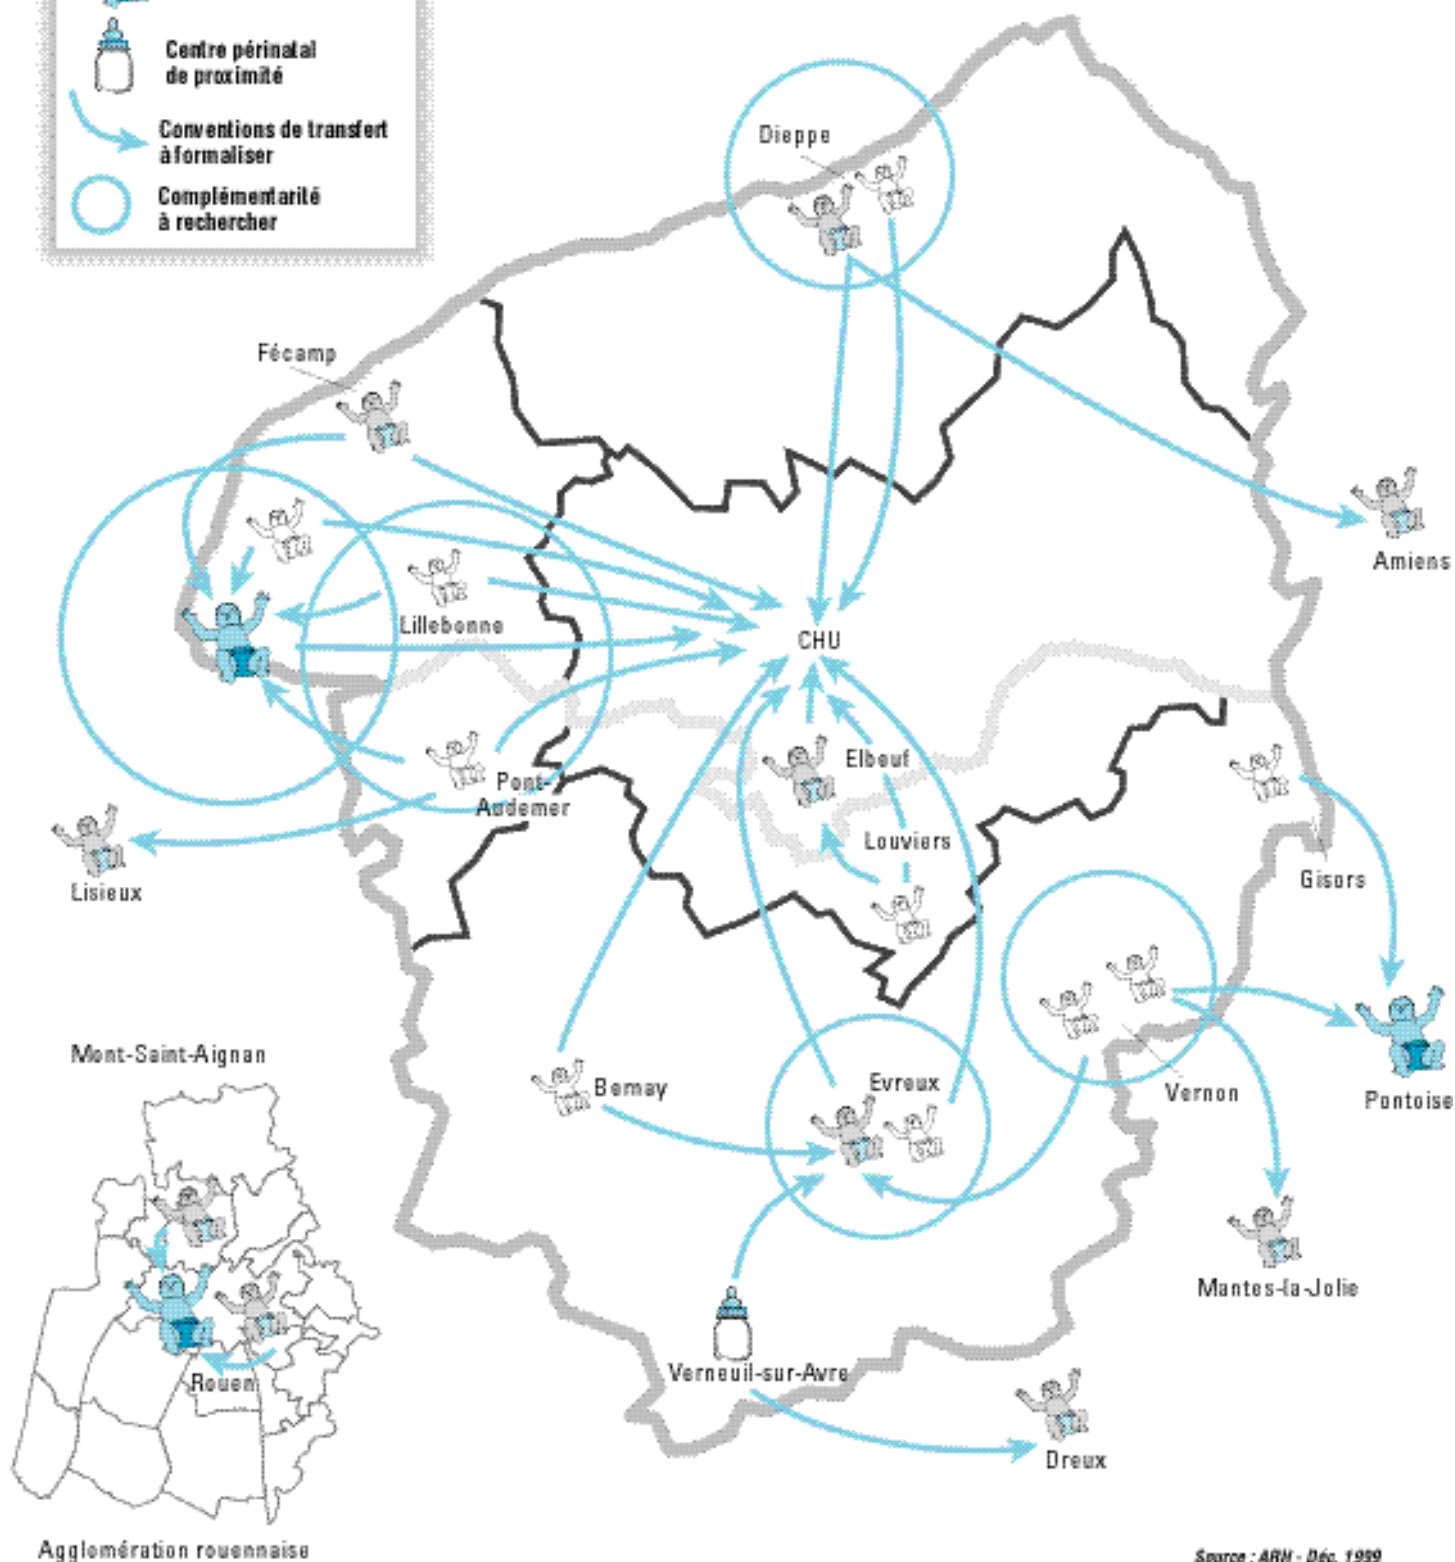 Centre périnatal
de proximité
Conventions de transfert
à formaliser
Complémentarité
à rechercher
Dieppe
Fécamp
Amiens
Lillebonne
CHU
Elbeuf
Pont-
Audemer
Louviers
Lisieux
Gisors
Mont-Saint-Aignan
Bernay
Evreux
Vernon
Pontoise
Mantes-la-Jolie
Verneuil-sur-Avre
Rouen
Dreux
Agglomération rouennaise
Source : ARH - Déc. 1999